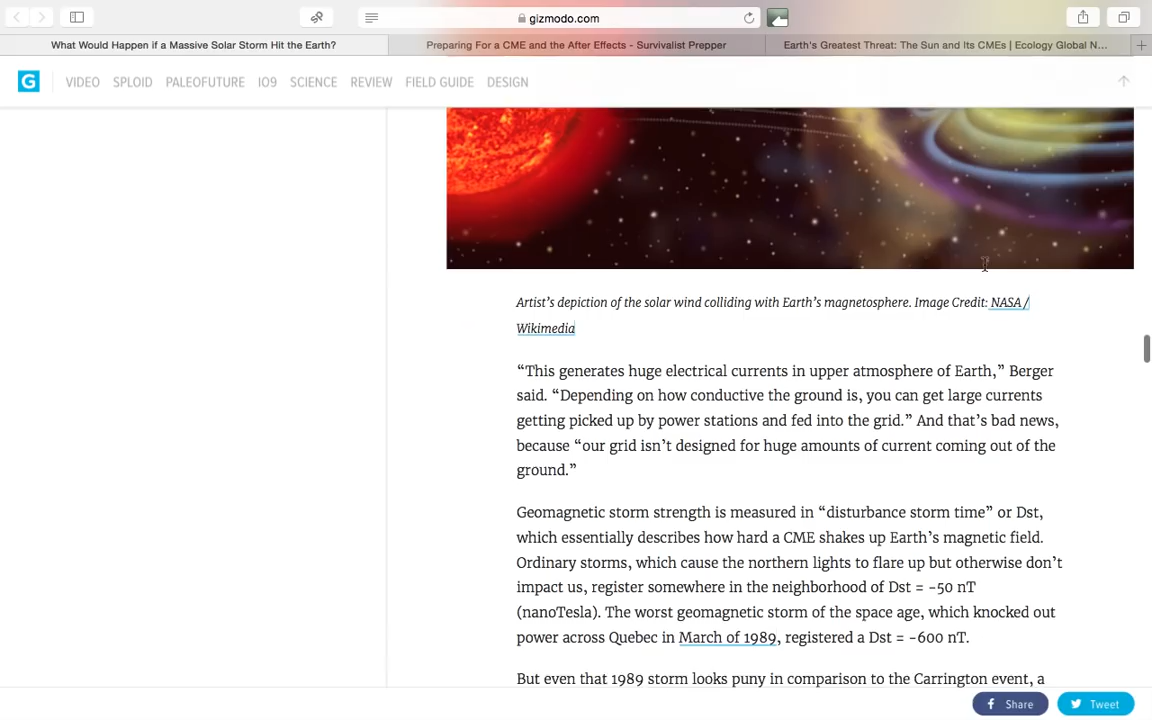 gizmodo.com
What Would Happen if a Massive Solar Storm Hit the Earth?
Preparing For a CME and the After Effects - Survivalist Prepper
Earth's Greatest Threat: The Sun and Its CMEs | Ecology Global N...
G
VIDEO SPLOID PALEOFUTURE IO9 SCIENCE REVIEW FIELD GUIDE DESIGN
Artist's depiction of the solar wind colliding with Earth's magnetosphere. Image Credit: NASA /
Wikimedia
“This generates huge electrical currents in upper atmosphere of Earth,” Berger
said. “Depending on how conductive the ground is, you can get large currents
getting picked up by power stations and fed into the grid.” And that's bad news,
because “our grid isn't designed for huge amounts of current coming out of the
ground.”
Geomagnetic storm strength is measured in “disturbance storm time” or Dst,
which essentially describes how hard a CME shakes up Earth's magnetic field.
Ordinary storms, which cause the northern lights to flare up but otherwise don't
impact us, register somewhere in the neighborhood of Dst = -50 nT
(nanoTesla). The worst geomagnetic storm of the space age, which knocked out
power across Quebec in March of 1989, registered a Dst = -600 nT.
But even that 1989 storm looks puny in comparison to the Carrington event, a
Share
Tweet